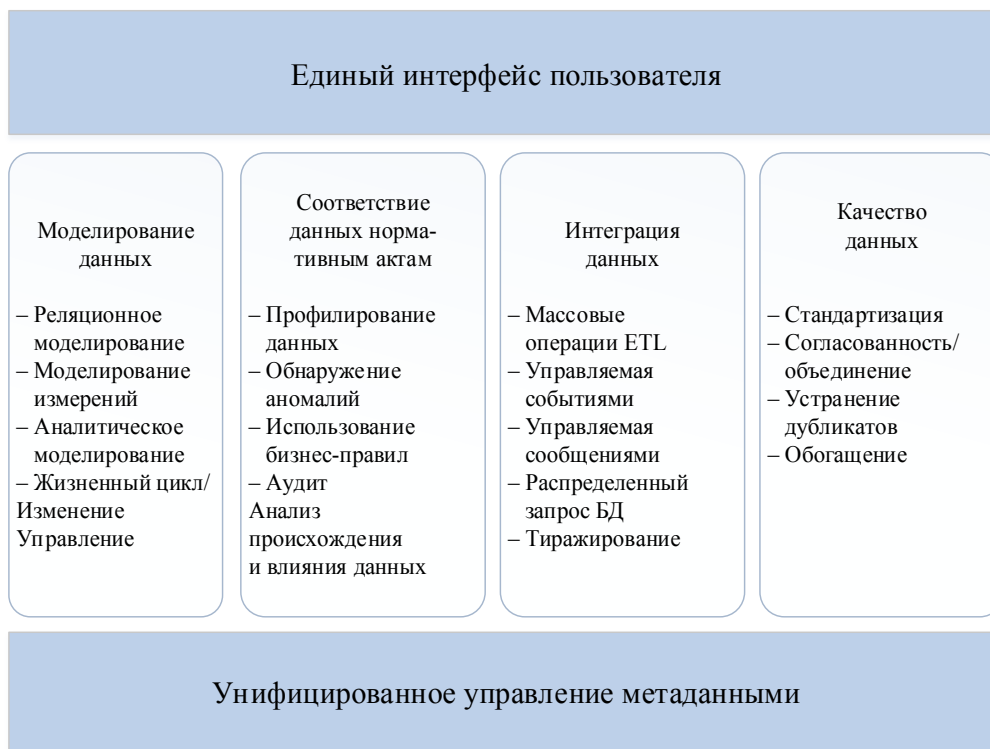 Единый интерфейс пользователя
Моделирование
данных
– Реляционное
моделирование
– Моделирование
измерений
– Аналитическое
моделирование
– Жизненный цикл/
Изменение
Управление
Соответствие
данных норма-
тивным актам
– Профилирование
данных
– Обнаружение
аномалий
– Использование
бизнес-правил
– Аудит
Анализ
происхождения
и влияния данных
Интеграция
данных
– Массовые
операции ETL
– Управляемая
событиями
– Управляемая
сообщениями
– Распределенный
запрос БД
– Тиражирование
Качество
данных
– Стандартизация
– Согласованность/
объединение
– Устранение
дубликатов
– Обогащение
Унифицированное управление метаданными